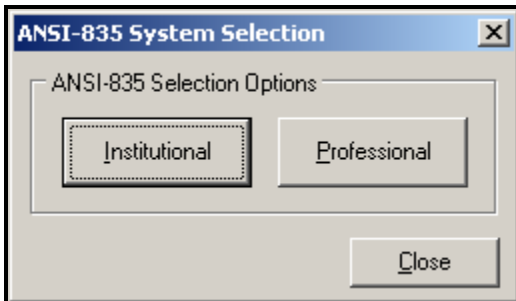 ANSI-835 System Selection
ANSI-835 Selection Options
Institutional
Professional
Close